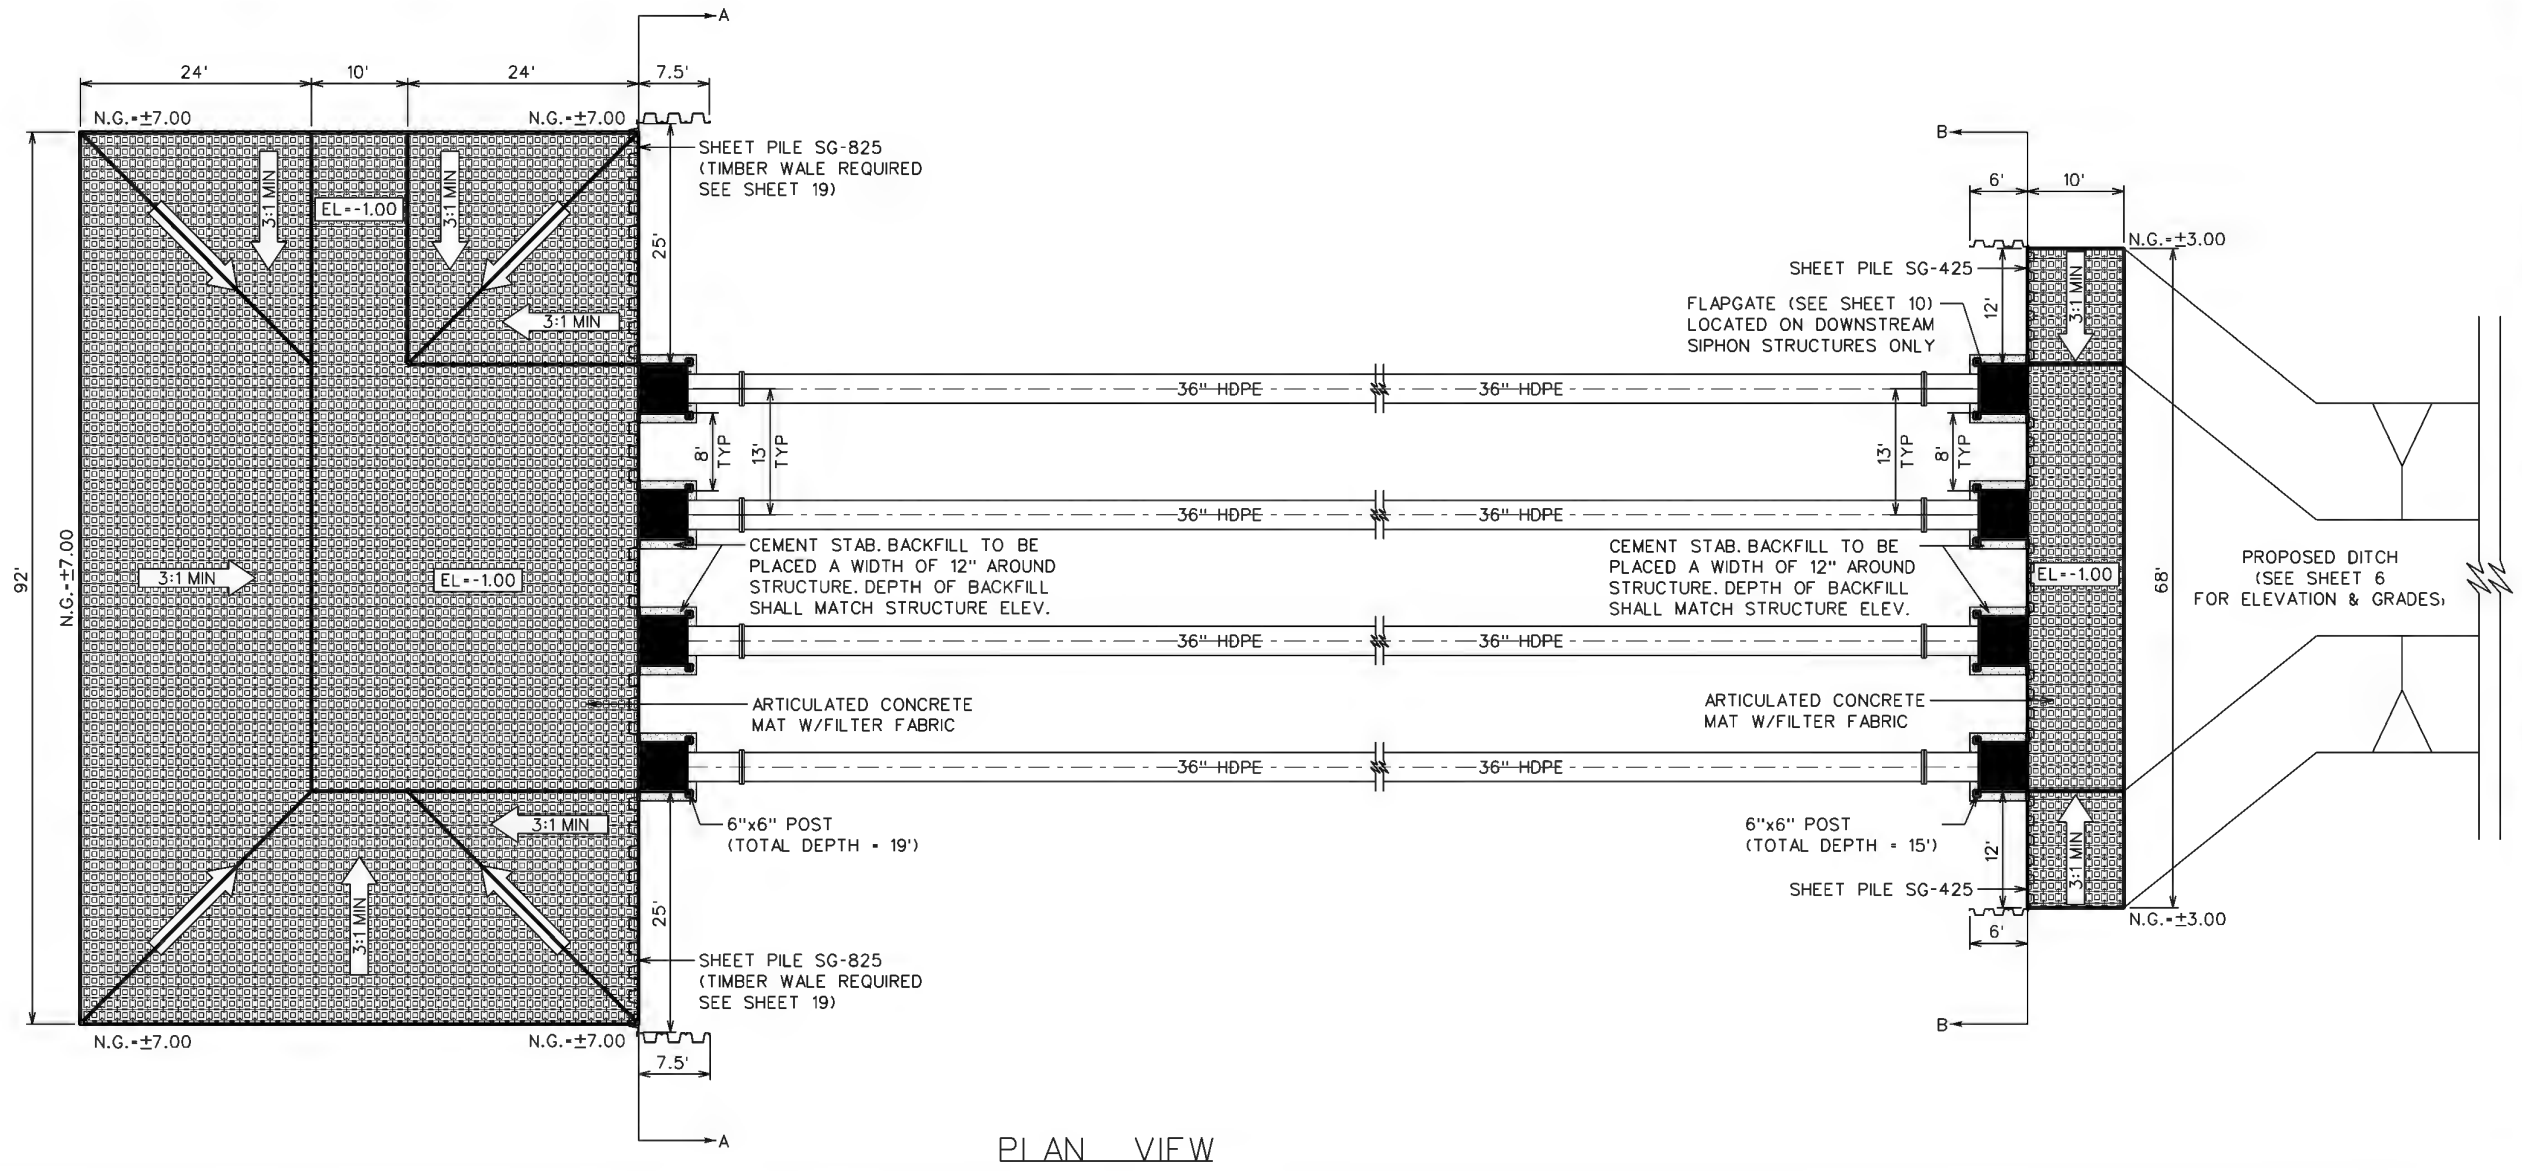 A
24'
10'
24'
7.5'
N.G.=±7.00
N.G.=±7.00
B
SHEET PILE SG-825
(TIMBER WALE REQUIRED
SEE SHEET 19)
3:1 MIN
EL=-1.00
3:1 MIN
25'
6'
10'
N.G.=±3.00
SHEET PILE SG-425
3:1 MIN
FLAPGATE (SEE SHEET 10)
LOCATED ON DOWNSTREAM
SIPHON STRUCTURES ONLY
12'
3:1 MIN
36" HDPE
36" HDPE
8'
TYP
13'
TYP
13'
TYP
8'
TYP
36" HDPE
36" HDPE
92'
N.G.=±7.00
3:1 MIN
EL=-1.00
CEMENT STAB. BACKFILL TO BE
PLACED A WIDTH OF 12" AROUND
STRUCTURE. DEPTH OF BACKFILL
SHALL MATCH STRUCTURE ELEV.
CEMENT STAB. BACKFILL TO BE
PLACED A WIDTH OF 12" AROUND
STRUCTURE. DEPTH OF BACKFILL
SHALL MATCH STRUCTURE ELEV.
EL=-1.00
68'
PROPOSED DITCH
(SEE SHEET 6
FOR ELEVATION & GRADES)
36" HDPE
36" HDPE
ARTICULATED CONCRETE
MAT W/FILTER FABRIC
ARTICULATED CONCRETE
MAT W/FILTER FABRIC
36" HDPE
36" HDPE
3:1 MIN
6"x6" POST
(TOTAL DEPTH = 19')
6"x6" POST
(TOTAL DEPTH = 15')
12'
3:1 MIN
3:1 MIN
25'
SHEET PILE SG-425
N.G.=±3.00
6'
SHEET PILE SG-825
(TIMBER WALE REQUIRED
SEE SHEET 19)
B
N.G.=±7.00
N.G.=±7.00
7.5'
A
PLAN VIEW